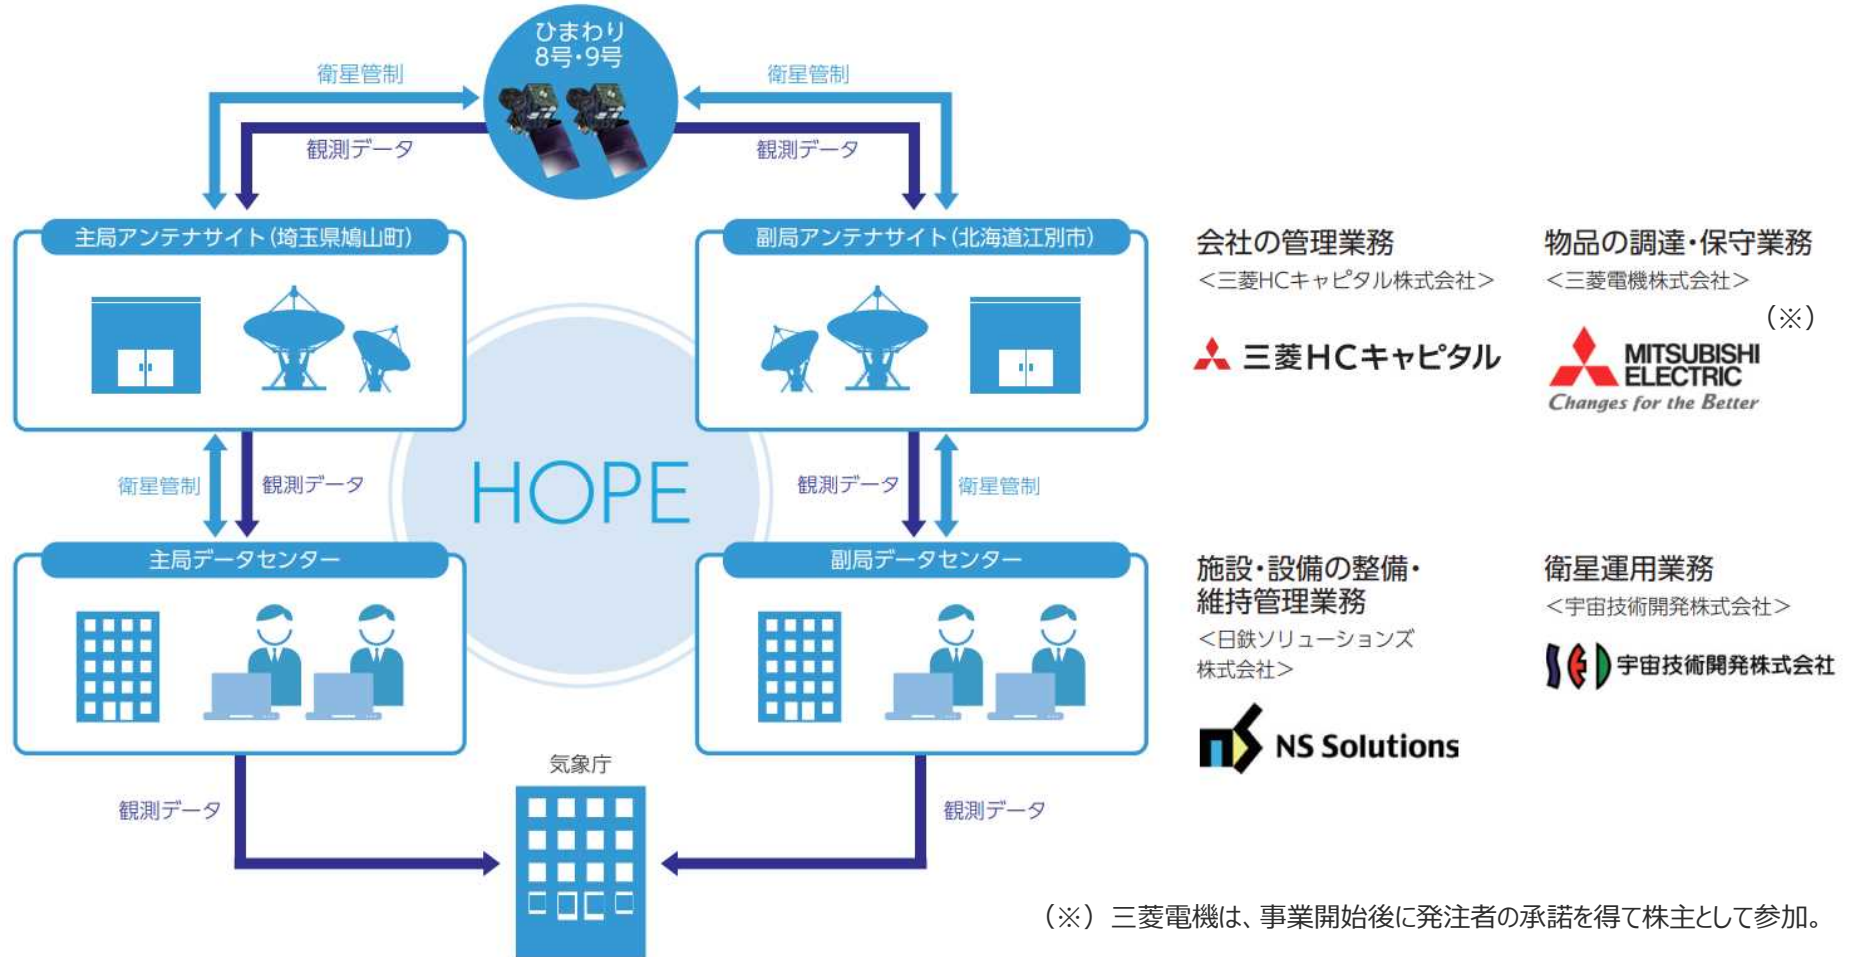 ひまわり
8号・9号
衛星管制
衛星管制
観測データ
観測データ
主局アンテナサイト（埼玉県鳩山町）
副局アンテナサイト（北海道江別市）
HOPE
衛星管制
観測データ
観測データ
衛星管制
主局データセンター
副局データセンター
気象庁
観測データ
観測データ
会社の管理業務
＜三菱HCキャピタル株式会社＞
三菱HCキャピタル
物品の調達・保守業務
＜三菱電機株式会社＞
（※）
MITSUBISHI
ELECTRIC
Changes for the Better
施設・設備の整備・
維持管理業務
＜日鉄ソリューションズ
株式会社＞
NS Solutions
衛星運用業務
＜宇宙技術開発株式会社＞
SED 宇宙技術開発株式会社
（※）三菱電機は、事業開始後に発注者の承諾を得て株主として参加。